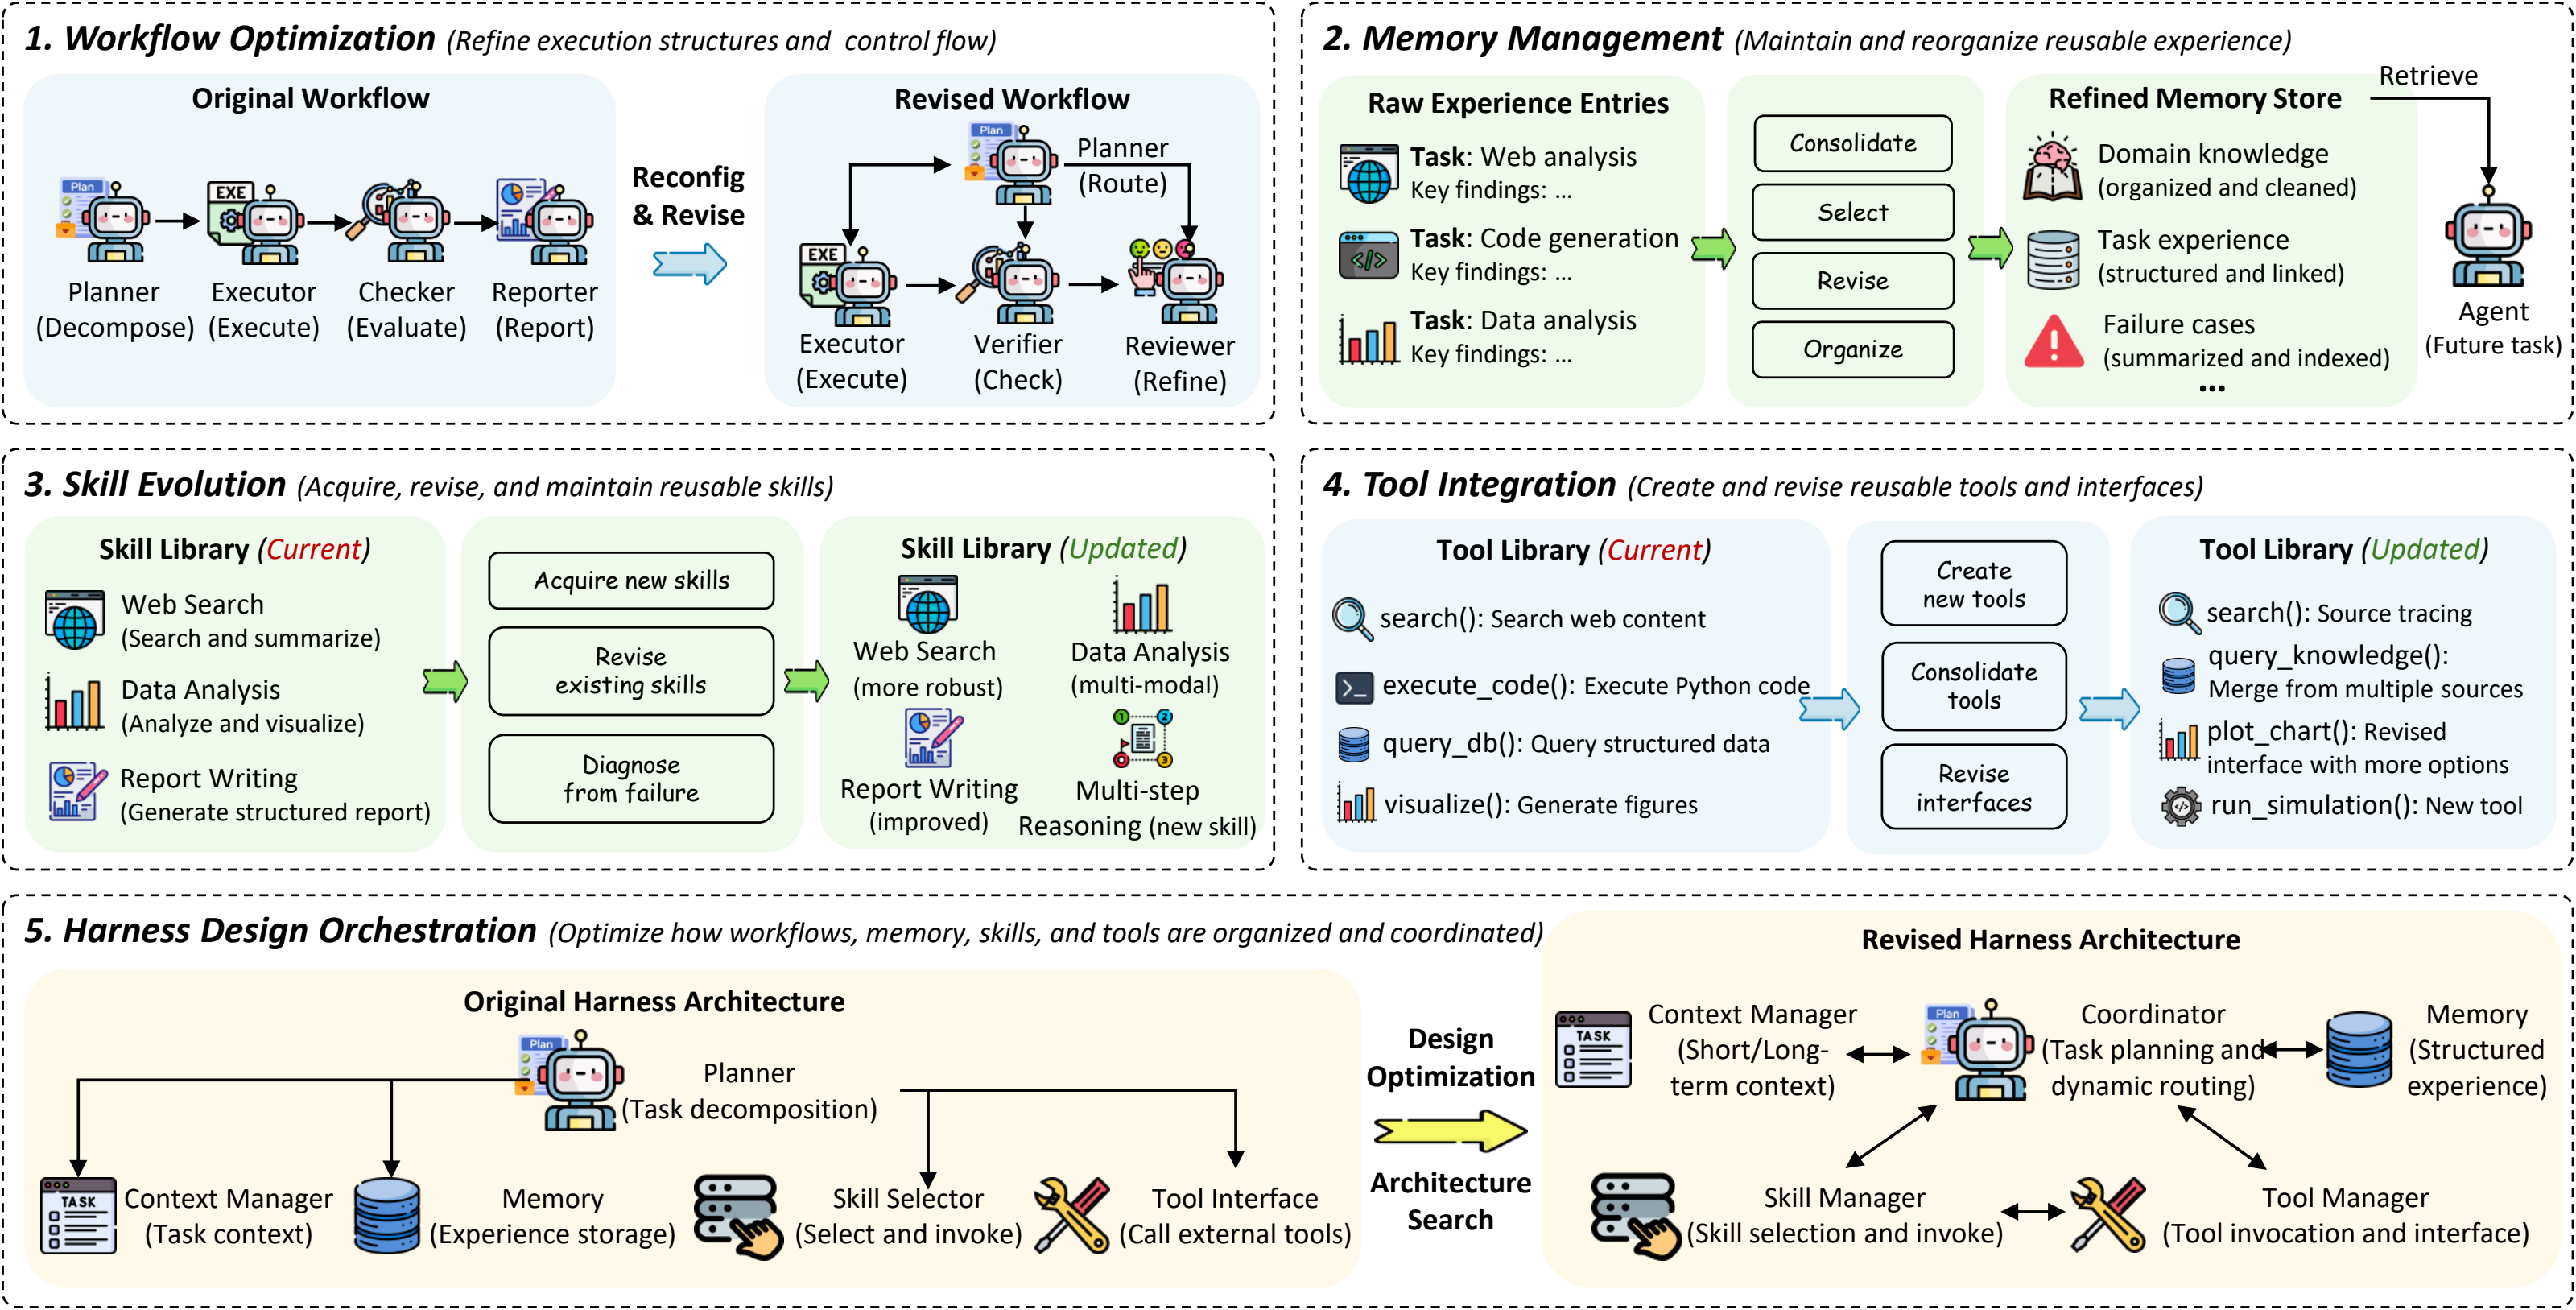 1. Workflow Optimization (Refine execution structures and control flow)
Original Workflow
Plan
EXE
Planner
(Decompose)
Executor
(Execute)
Checker
(Evaluate)
Reporter
(Report)
Reconfig
& Revise
Revised Workflow
Plan
Planner
(Route)
EXE
Executor
(Execute)
Verifier
(Check)
Reviewer
(Refine)
2. Memory Management (Maintain and reorganize reusable experience)
Raw Experience Entries
Task: Web analysis
Key findings: ...
Task: Code generation
Key findings: ...
Task: Data analysis
Key findings: ...
Consolidate
Select
Revise
Organize
Refined Memory Store
Domain knowledge
(organized and cleaned)
Task experience
(structured and linked)
Failure cases
(summarized and indexed)
...
Retrieve
Agent
(Future task)
3. Skill Evolution (Acquire, revise, and maintain reusable skills)
Skill Library (Current)
Web Search
(Search and summarize)
Data Analysis
(Analyze and visualize)
Report Writing
(Generate structured report)
Acquire new skills
Revise
existing skills
Diagnose
from failure
Skill Library (Updated)
Web Search
(more robust)
Data Analysis
(multi-modal)
1
2
3
Report Writing
(improved)
Multi-step
Reasoning (new skill)
4. Tool Integration (Create and revise reusable tools and interfaces)
Tool Library (Current)
search(): Search web content
execute_code(): Execute Python code
query_db(): Query structured data
visualize(): Generate figures
Create
new tools
Consolidate
tools
Revise
interfaces
Tool Library (Updated)
search(): Source tracing
query_knowledge():
Merge from multiple sources
plot_chart(): Revised
interface with more options
run_simulation(): New tool
5. Harness Design Orchestration (Optimize how workflows, memory, skills, and tools are organized and coordinated)
Original Harness Architecture
Plan
Planner
(Task decomposition)
TASK
Context Manager
(Task context)
Memory
(Experience storage)
Skill Selector
(Select and invoke)
Tool Interface
(Call external tools)
Design
Optimization
Architecture
Search
Revised Harness Architecture
TASK
Context Manager
(Short/Long-
term context)
Plan
Coordinator
(Task planning and
dynamic routing)
Memory
(Structured
experience)
Skill Manager
(Skill selection and invoke)
Tool Manager
(Tool invocation and interface)